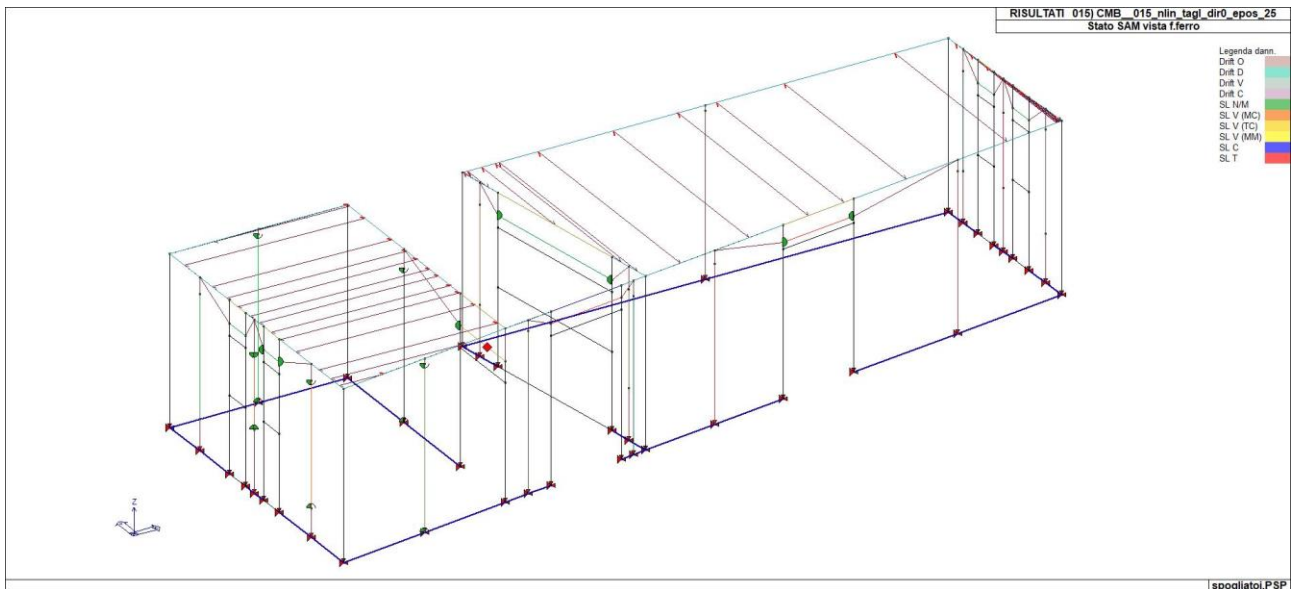 RISULTATI 015) CMB__015_nlin_tagl_dir0_epos_25
Stato SAM vista f.ferro
Legenda dann.
Drift O
Drift D
Drift V
Drift C
SL N/M
SL V (MC)
SL V (TC)
SL V (MM)
SL C
SL T
Z
spogliatoi.PSP